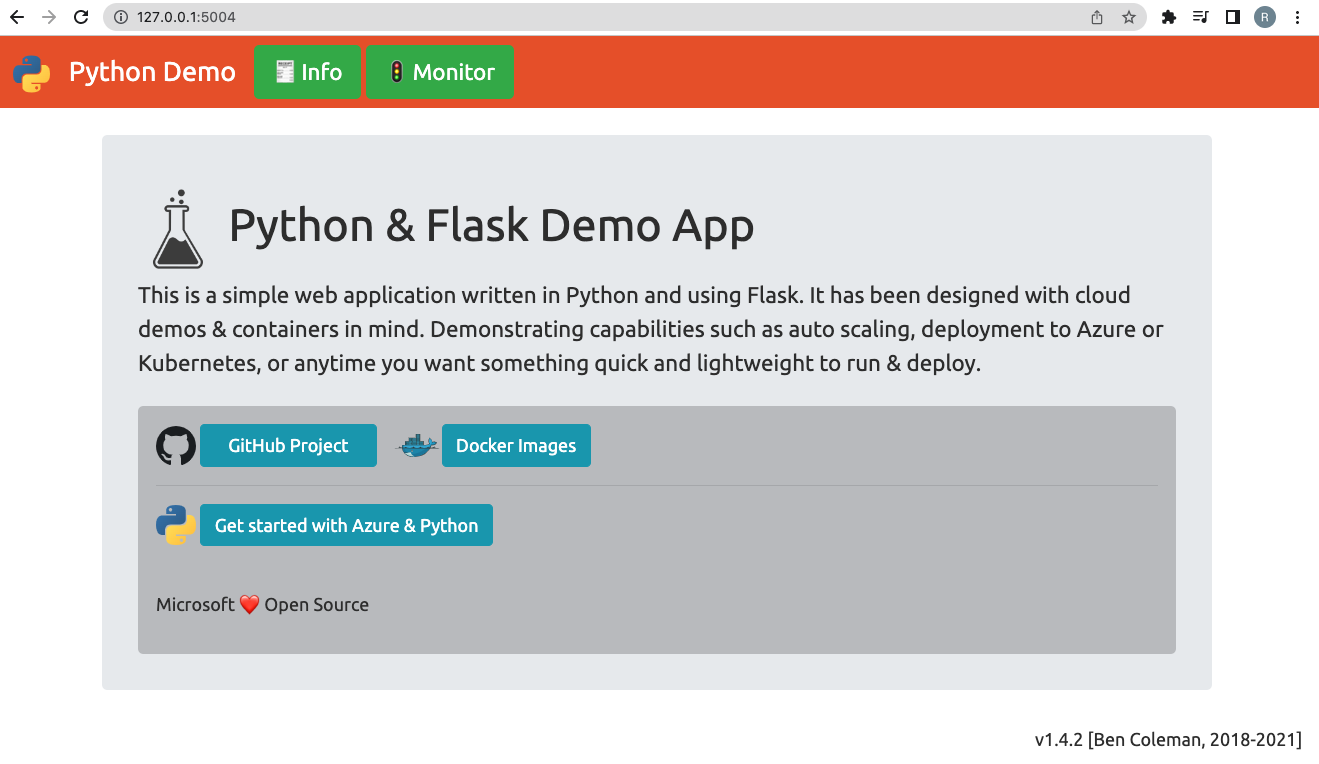 127.0.0.1:5004
R
Python Demo Info Monitor
Python & Flask Demo App
This is a simple web application written in Python and using Flask. It has been designed with cloud
demos & containers in mind. Demonstrating capabilities such as auto scaling, deployment to Azure or
Kubernetes, or anytime you want something quick and lightweight to run & deploy.
GitHub Project Docker Images
Get started with Azure & Python
Microsoft ❤️ Open Source
v1.4.2 [Ben Coleman, 2018-2021]